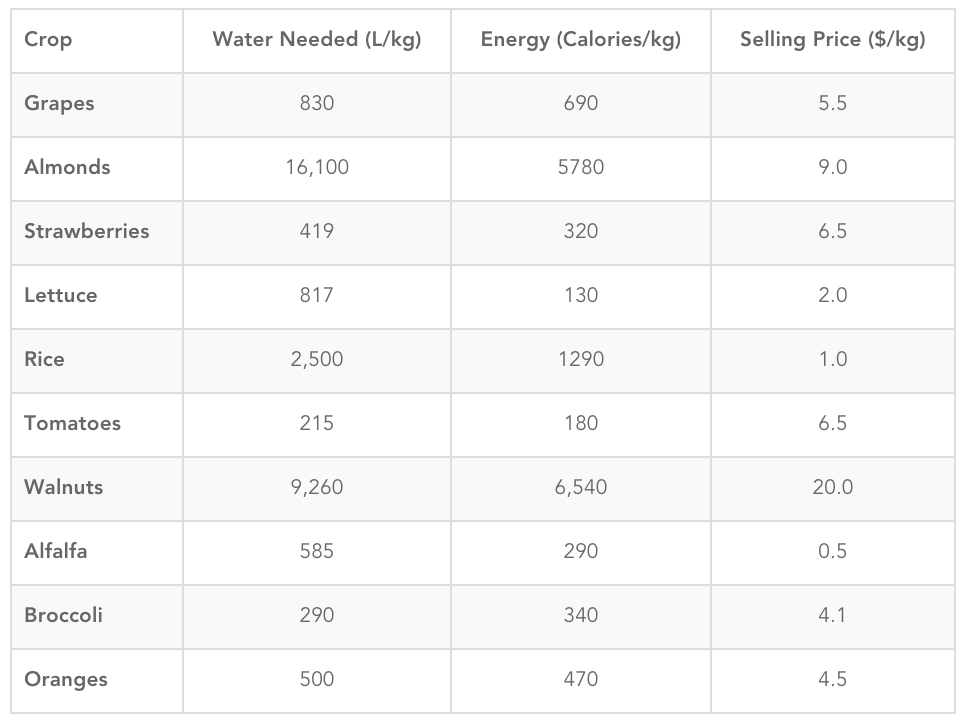 Crop Water Needed (L/kg) Energy (Calories/kg) Selling Price ($/kg)
Grapes 830 690 5.5
Almonds 16,100 5780 9.0
Strawberries 419 320 6.5
Lettuce 817 130 2.0
Rice 2,500 1290 1.0
Tomatoes 215 180 6.5
Walnuts 9,260 6,540 20.0
Alfalfa 585 290 0.5
Broccoli 290 340 4.1
Oranges 500 470 4.5